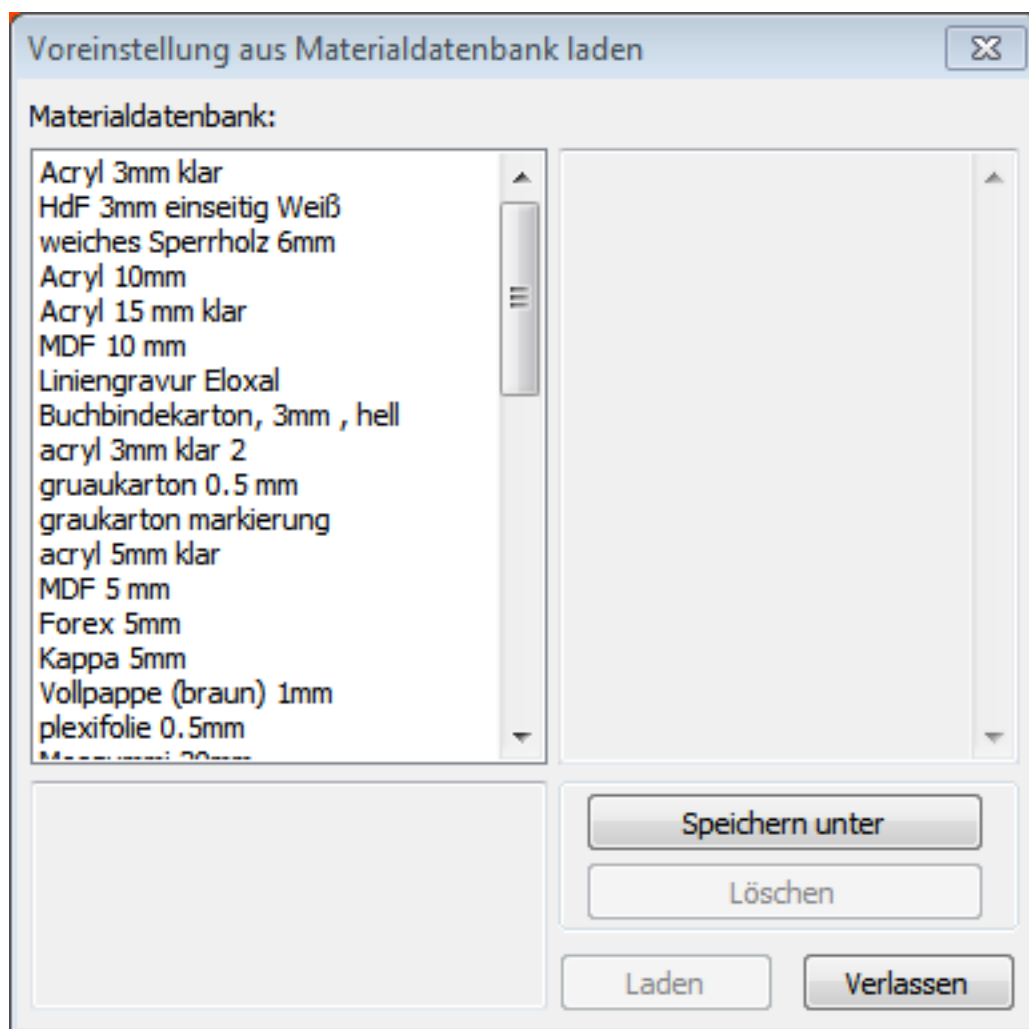 Voreinstellung aus Materialdatenbank laden
Materialdatenbank:
Acryl 3mm klar
HdF 3mm einseitig Weiß
weiches Sperrholz 6mm
Acryl 10mm
Acryl 15 mm klar
MDF 10 mm
Liniengravur Eloxal
Buchbindekarton, 3mm , hell
acryl 3mm klar 2
gruaukarton 0.5 mm
graukarton markierung
acryl 5mm klar
MDF 5 mm
Forex 5mm
Kappa 5mm
Vollpappe (braun) 1mm
plexifolie 0.5mm
Speichern unter
Löschen
Laden
Verlassen